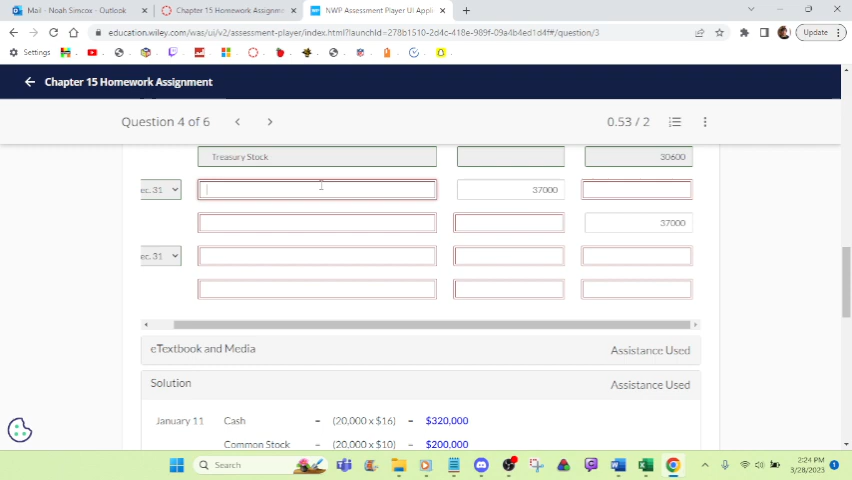 Mail - Noah Simcox - Outlook
Chapter 15 Homework Assignm
NWP Assessment Player UI Appli
education.wiley.com/was/ui/v2/assessment-player/index.html?launchId=278b1510-2d4c-418e-989f-09a4b4ed1d4f#/question/3
Update
Settings
Chapter 15 Homework Assignment
Question 4 of 6
0.53 / 2
Treasury Stock
30600
ec. 31
37000
37000
ec. 31
eTextbook and Media
Assistance Used
Solution
Assistance Used
January 11 Cash = (20,000 x $16) = $320,000
Common Stock (20,000 x $10) = $200,000
Search
2:24 PM
3/28/2023